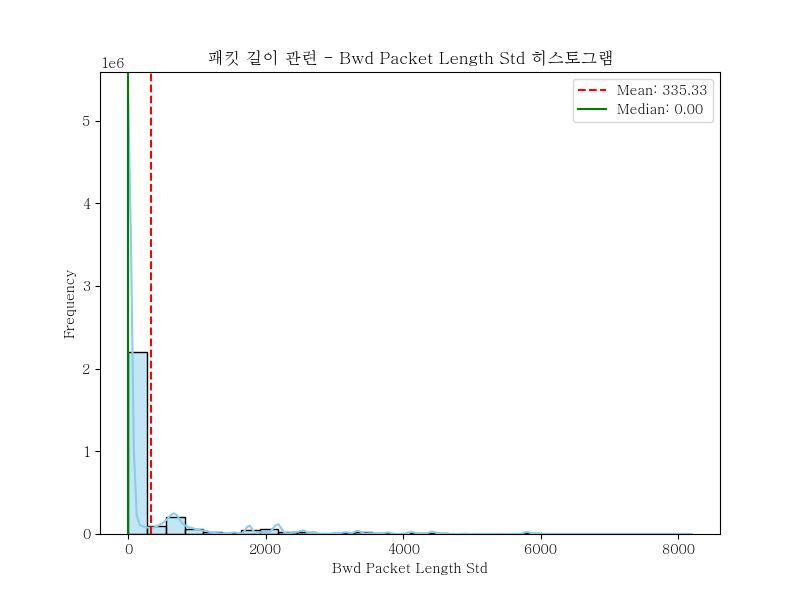 패킷 길이 관련 - Bwd Packet Length Std 히스토그램
1e6
Mean: 335.33
Median: 0.00
5
4
3
2
1
0
Frequency
0 2000 4000 6000 8000
Bwd Packet Length Std